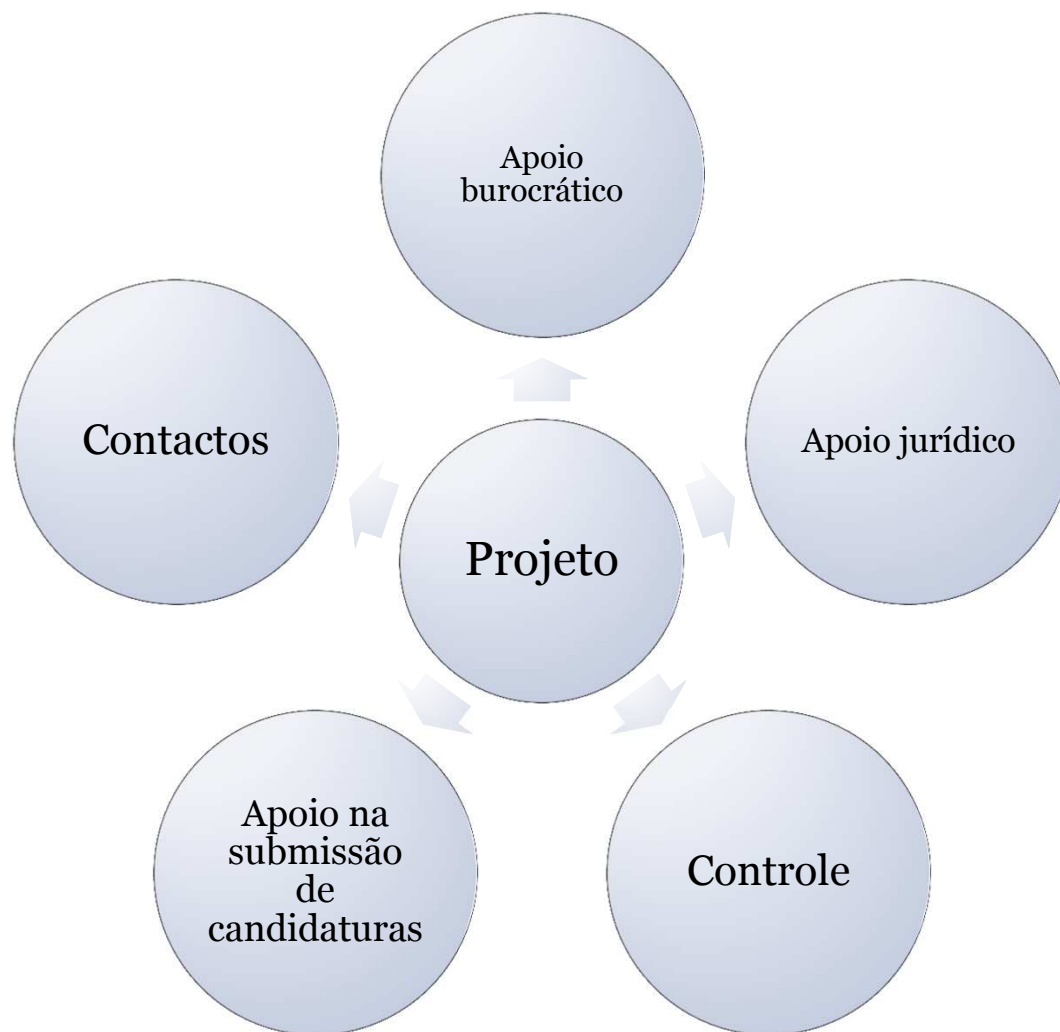 Apoio
burocrático
Contactos
Apoio jurídico
Projeto
Apoio na
submissão
de
candidaturas
Controle